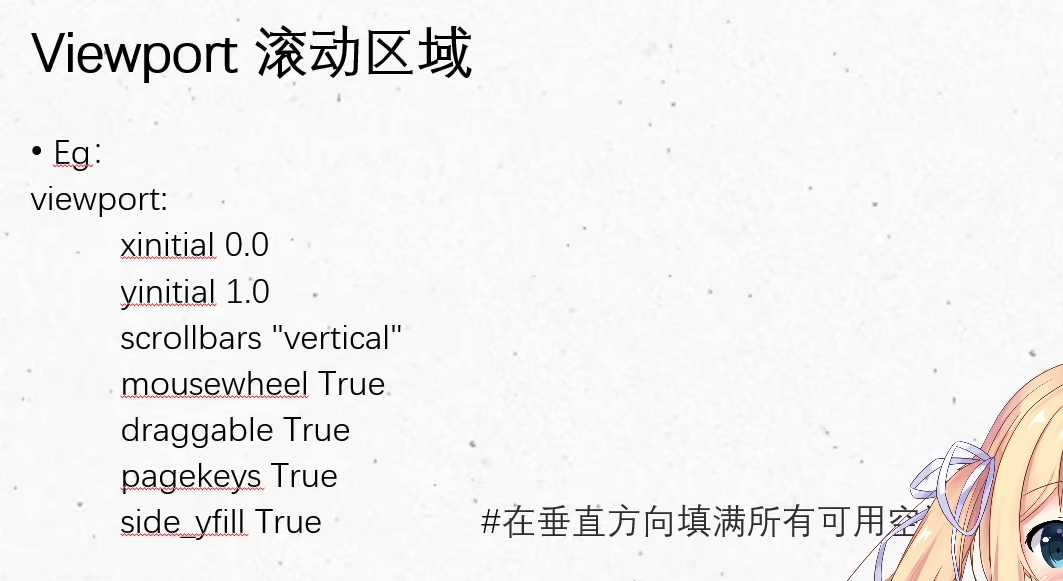 Viewport 滚动区域
• Eg:
viewport:
xinitial 0.0
yinitial 1.0
scrollbars "vertical"
mousewheel True
draggable True
pagekeys True
side_yfill True #在垂直方向填满所有可用空